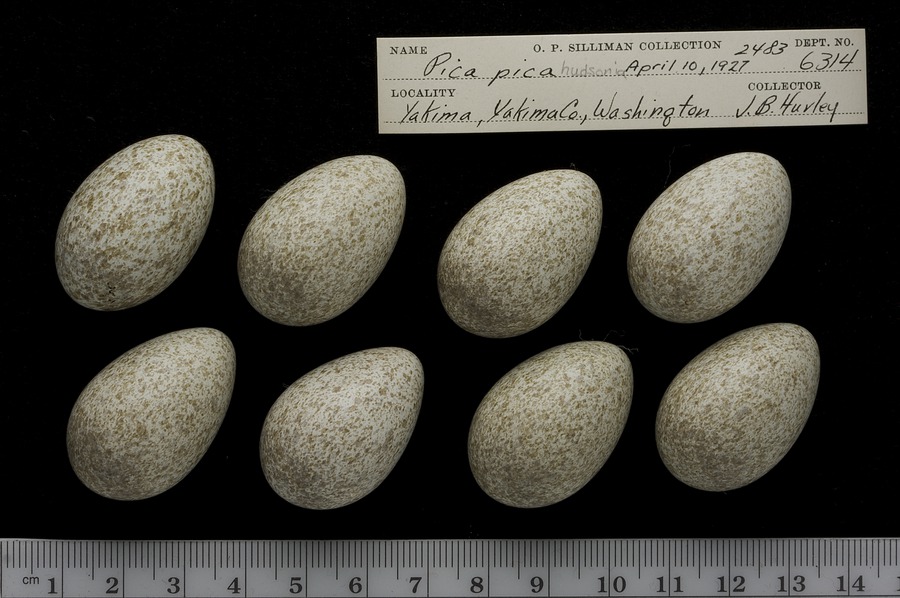 NAME O. P. SILLIMAN COLLECTION 2483 DEPT. NO.
Pica pica hudsonia April 10, 1927 6314
LOCALITY COLLECTOR
Yakima, Yakima Co., Washington J.B. Hurley
cm 1 2 3 4 5 6 7 8 9 10 11 12 13 14